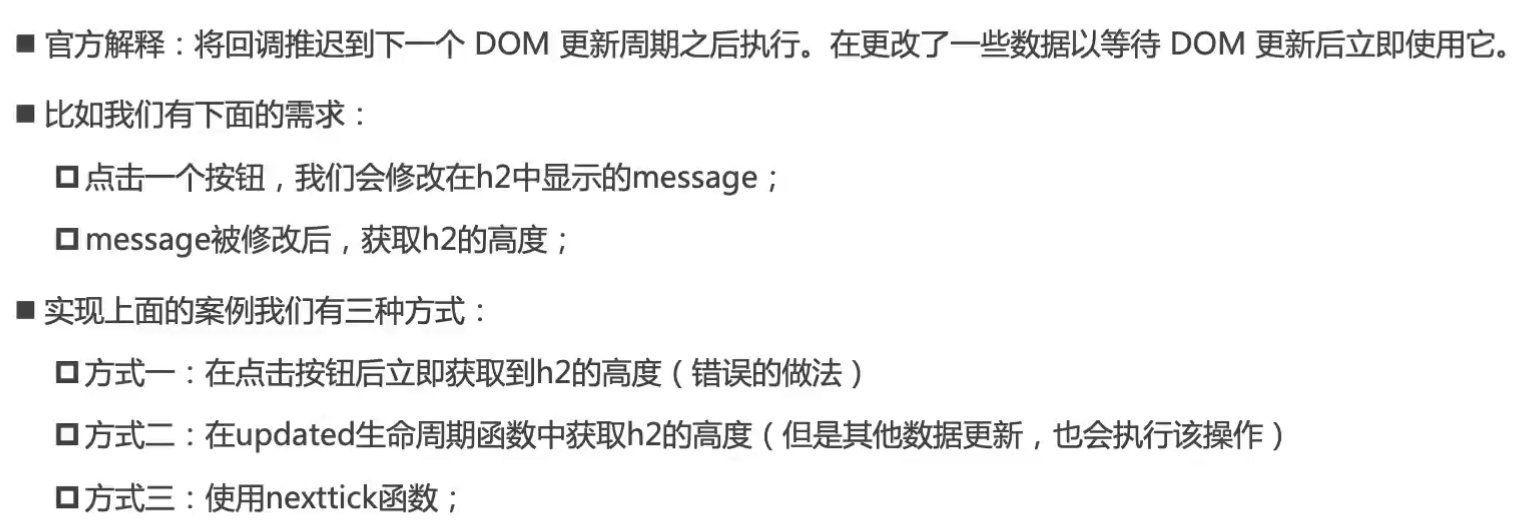 ■ 官方解释：将回调推迟到下一个 DOM 更新周期之后执行。在更改了一些数据以等待 DOM 更新后立即使用它。
■ 比如我们有下面的需求：
点击一个按钮，我们会修改在h2中显示的message；
message被修改后，获取h2的高度；
■ 实现上面的案例我们有三种方式：
方式一：在点击按钮后立即获取到h2的高度（错误的做法）
方式二：在updated生命周期函数中获取h2的高度（但是其他数据更新，也会执行该操作）
方式三：使用nexttick函数；